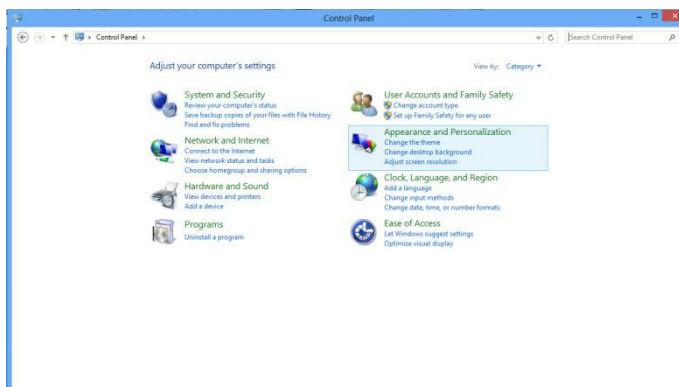 Control Panel
Control Panel
Search Control Panel
Adjust your computer's settings
View by: Category
System and Security
Review your computer's status
Save backup copies of your files with File History
Find and fix problems
Network and Internet
Connect to the Internet
View network status and tasks
Choose homegroup and sharing options
Hardware and Sound
View devices and printers
Add a device
Programs
Uninstall a program
User Accounts and Family Safety
Change account type
Set up Family Safety for any user
Appearance and Personalization
Change the theme
Change desktop background
Adjust screen resolution
Clock, Language, and Region
Add a language
Change input methods
Change date, time, or number formats
Ease of Access
Let Windows suggest settings
Optimize visual display